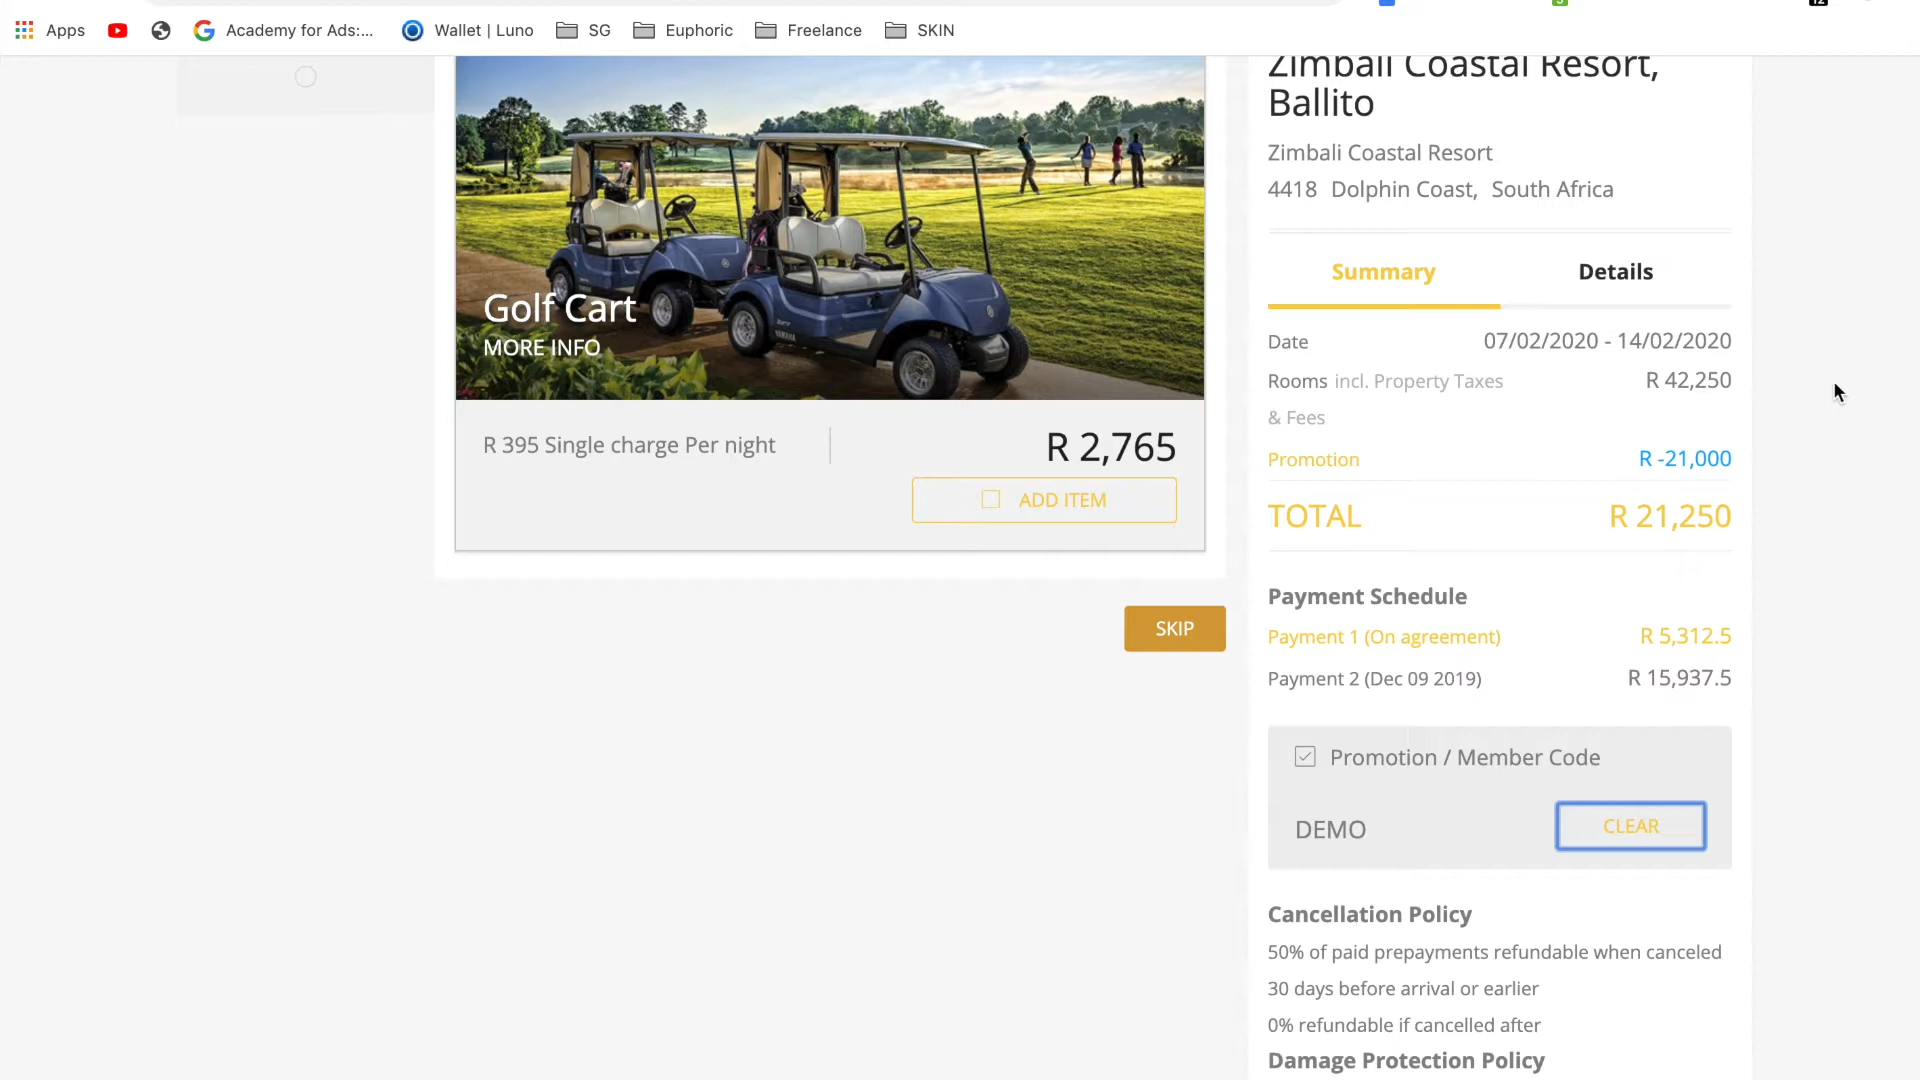 Apps
Academy for Ads:...
Wallet | Luno
SG
Euphoric
Freelance
SKIN
Golf Cart
MORE INFO
R 395 Single charge Per night
R 2,765
ADD ITEM
SKIP
Zimbali Coastal Resort,
Ballito
Zimbali Coastal Resort
4418 Dolphin Coast, South Africa
Summary Details
Date 07/02/2020 - 14/02/2020
Rooms incl. Property Taxes R 42,250
& Fees
Promotion R -21,000
TOTAL R 21,250
Payment Schedule
Payment 1 (On agreement) R 5,312.5
Payment 2 (Dec 09 2019) R 15,937.5
Promotion / Member Code
DEMO CLEAR
Cancellation Policy
50% of paid prepayments refundable when canceled
30 days before arrival or earlier
0% refundable if cancelled after
Damage Protection Policy